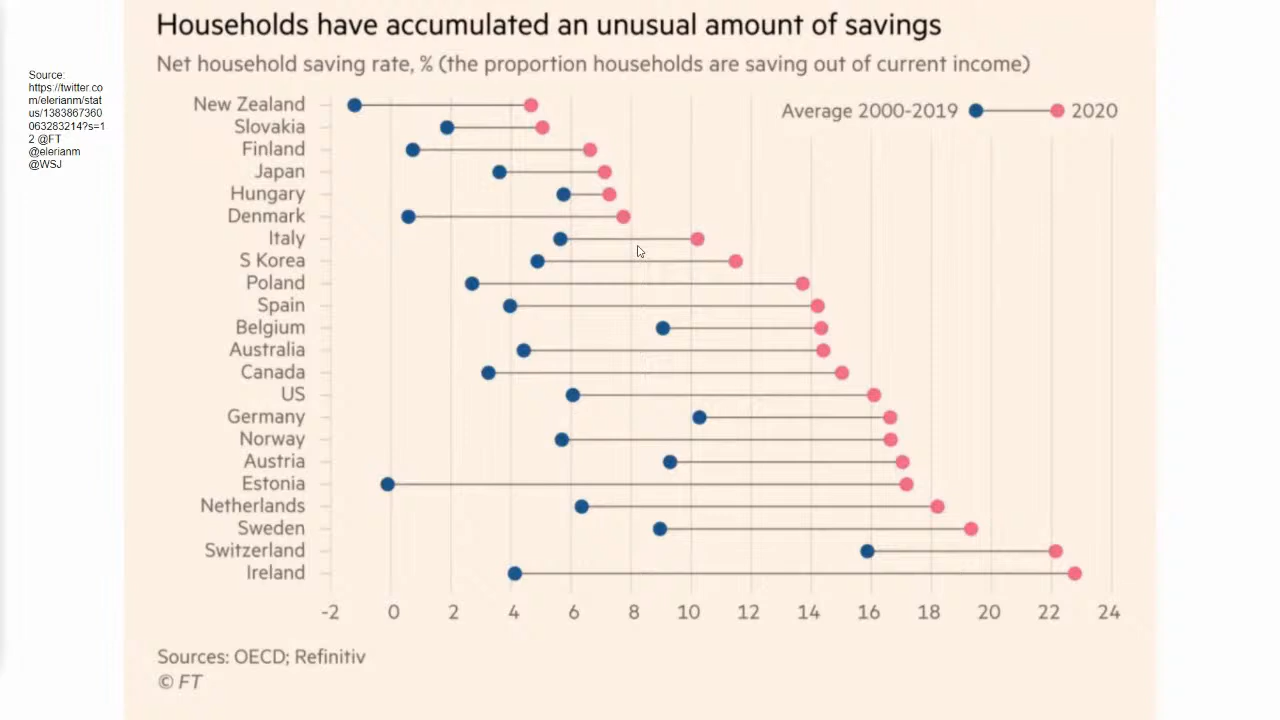 Households have accumulated an unusual amount of savings
Net household saving rate, % (the proportion households are saving out of current income)
Source:
https://twitter.co
m/elerianm/stat
us/1383867360
063283214?s=1
2 @FT
@elerianm
@WSJ
Average 2000-2019 2020
New Zealand
Slovakia
Finland
Japan
Hungary
Denmark
Italy
S Korea
Poland
Spain
Belgium
Australia
Canada
US
Germany
Norway
Austria
Estonia
Netherlands
Sweden
Switzerland
Ireland
-2 0 2 4 6 8 10 12 14 16 18 20 22 24
Sources: OECD; Refinitiv
© FT